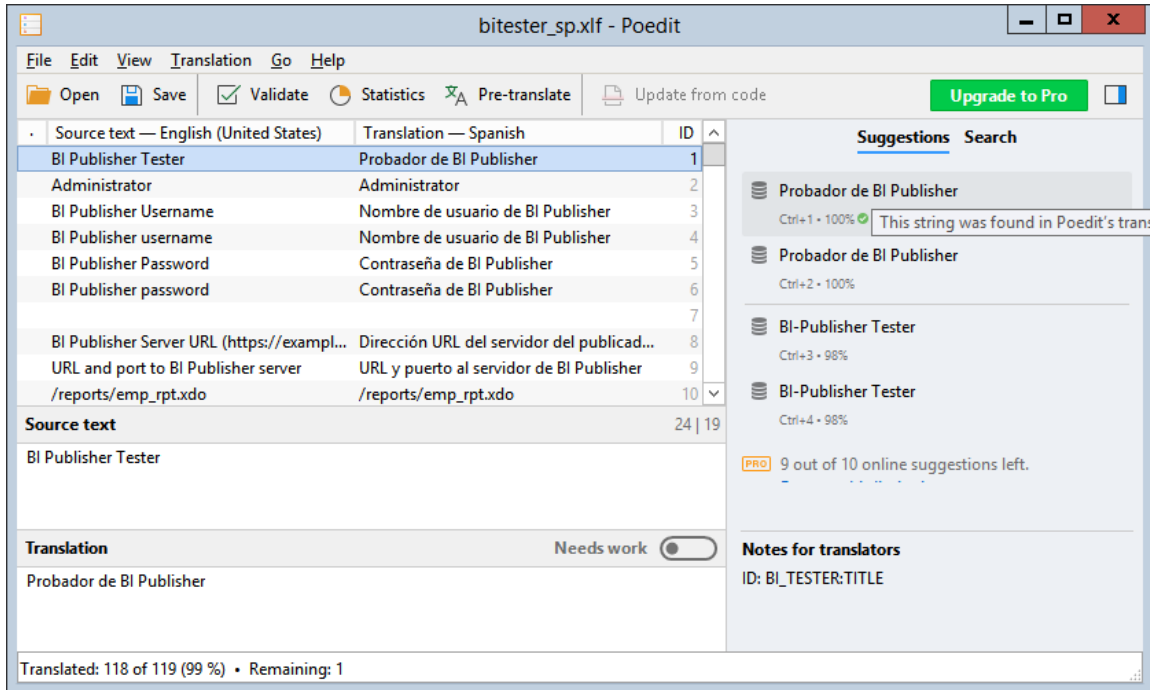 bitester_sp.xlf - Poedit
File Edit View Translation Go Help
Open Save Validate Statistics Pre-translate Update from code Upgrade to Pro
· Source text — English (United States) Translation — Spanish ID
BI Publisher Tester Probador de BI Publisher 1
Administrator Administrator 2
BI Publisher Username Nombre de usuario de BI Publisher 3
BI Publisher username Nombre de usuario de BI Publisher 4
BI Publisher Password Contraseña de BI Publisher 5
BI Publisher password Contraseña de BI Publisher 6
7
BI Publisher Server URL (https://exampl... Dirección URL del servidor del publicad... 8
URL and port to BI Publisher server URL y puerto al servidor de BI Publisher 9
/reports/emp_rpt.xdo /reports/emp_rpt.xdo 10
Source text 24 | 19
BI Publisher Tester
Translation Needs work
Probador de BI Publisher
Translated: 118 of 119 (99 %) • Remaining: 1
Suggestions Search
Probador de BI Publisher
Ctrl+1 • 100%
This string was found in Poedit's trans
Probador de BI Publisher
Ctrl+2 • 100%
BI-Publisher Tester
Ctrl+3 • 98%
BI-Publisher Tester
Ctrl+4 • 98%
PRO 9 out of 10 online suggestions left.
Notes for translators
ID: BI_TESTER:TITLE